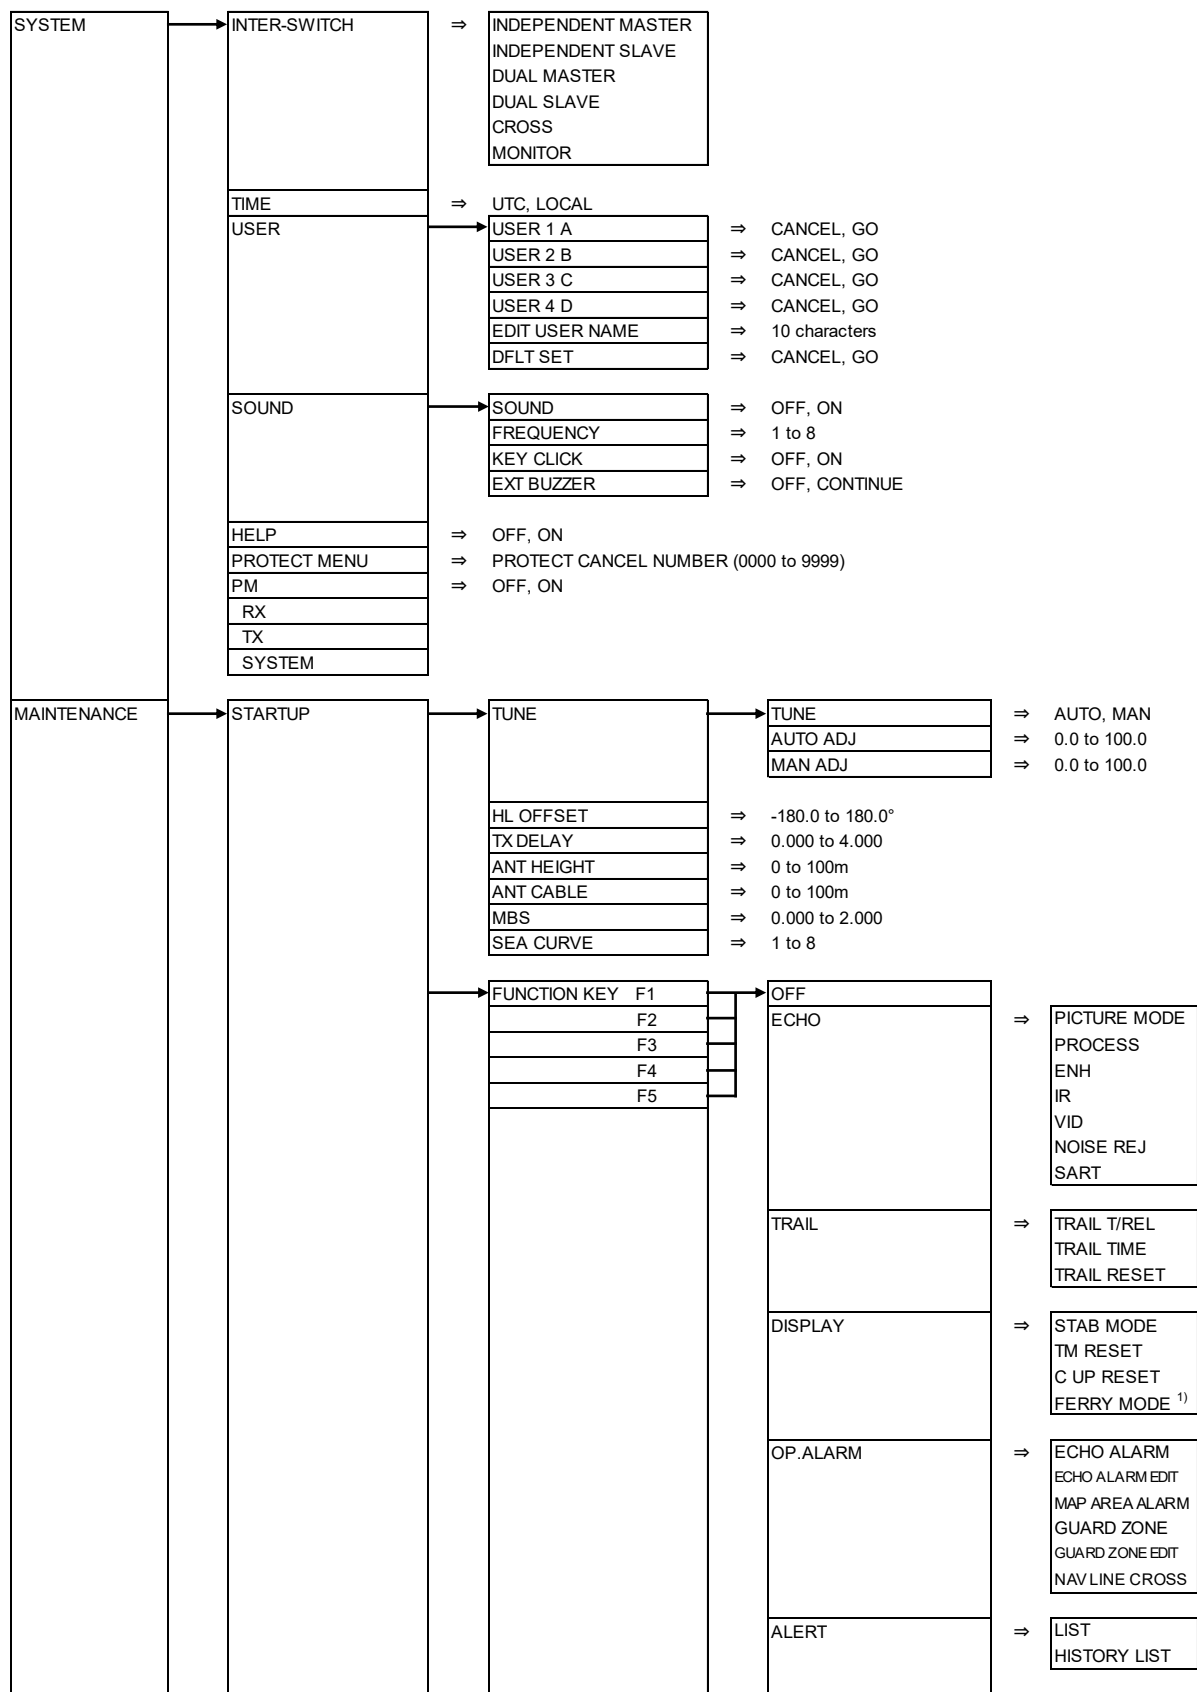 SYSTEM INTER-SWITCH ⇒ INDEPENDENT MASTER
INDEPENDENT SLAVE
DUAL MASTER
DUAL SLAVE
CROSS
MONITOR
TIME ⇒ UTC, LOCAL
USER USER 1 A ⇒ CANCEL, GO
USER 2 B ⇒ CANCEL, GO
USER 3 C ⇒ CANCEL, GO
USER 4 D ⇒ CANCEL, GO
EDIT USER NAME ⇒ 10 characters
DFLT SET ⇒ CANCEL, GO
SOUND SOUND ⇒ OFF, ON
FREQUENCY ⇒ 1 to 8
KEY CLICK ⇒ OFF, ON
EXT BUZZER ⇒ OFF, CONTINUE
HELP ⇒ OFF, ON
PROTECT MENU ⇒ PROTECT CANCEL NUMBER (0000 to 9999)
PM ⇒ OFF, ON
RX
TX
SYSTEM
MAINTENANCE STARTUP TUNE TUNE ⇒ AUTO, MAN
AUTO ADJ ⇒ 0.0 to 100.0
MAN ADJ ⇒ 0.0 to 100.0
HL OFFSET ⇒ -180.0 to 180.0°
TX DELAY ⇒ 0.000 to 4.000
ANT HEIGHT ⇒ 0 to 100m
ANT CABLE ⇒ 0 to 100m
MBS ⇒ 0.000 to 2.000
SEA CURVE ⇒ 1 to 8
FUNCTION KEY F1 OFF
F2 ECHO ⇒ PICTURE MODE
F3 PROCESS
F4 ENH
F5 IR
VID
NOISE REJ
SART
TRAIL ⇒ TRAIL T/REL
TRAIL TIME
TRAIL RESET
DISPLAY ⇒ STAB MODE
TM RESET
C UP RESET
FERRY MODE 1)
OP.ALARM ⇒ ECHO ALARM
ECHO ALARM EDIT
MAP AREA ALARM
GUARD ZONE
GUARD ZONE EDIT
NAV LINE CROSS
ALERT ⇒ LIST
HISTORY LIST